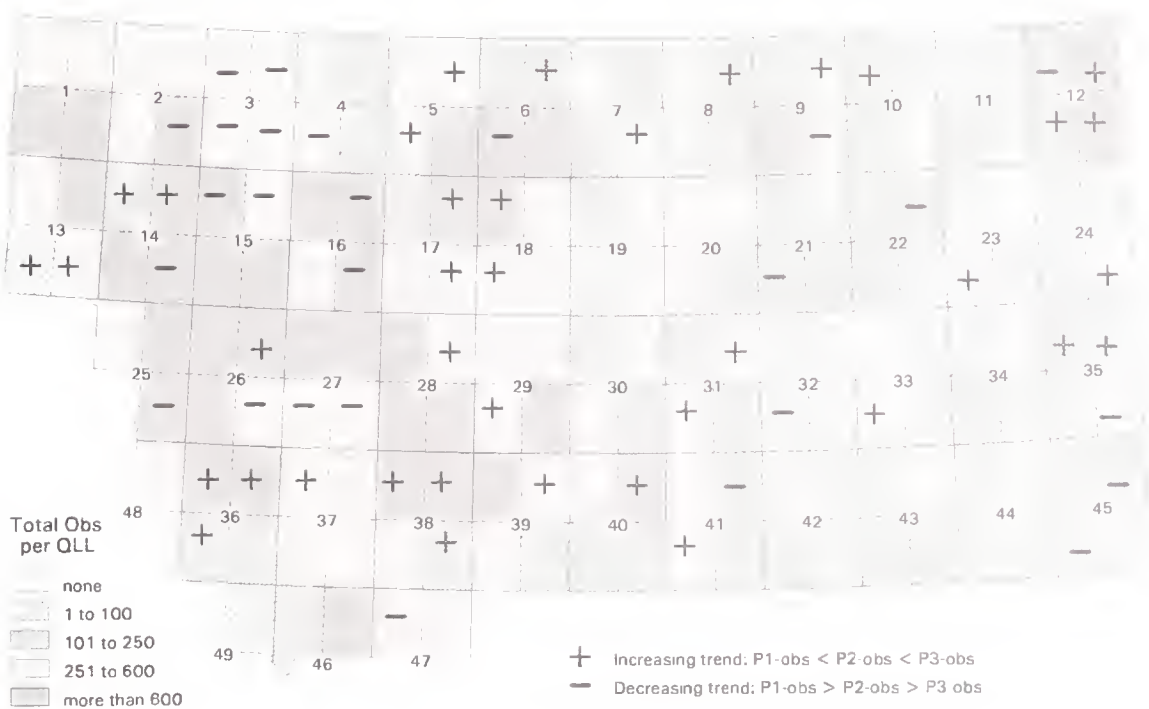 1 2 3 4 5 6 7 8 9 10 11 12
13 14 15 16 17 18 19 20 21 22 23 24
25 26 27 28 29 30 31 32 33 34 35
48 36 37 38 39 40 41 42 43 44 45
49 46 47
Total Obs
per QLL
none
1 to 100
101 to 250
251 to 600
more than 600
+ Increasing trend: P1-obs < P2-obs < P3-obs
− Decreasing trend: P1-obs > P2-obs > P3 obs